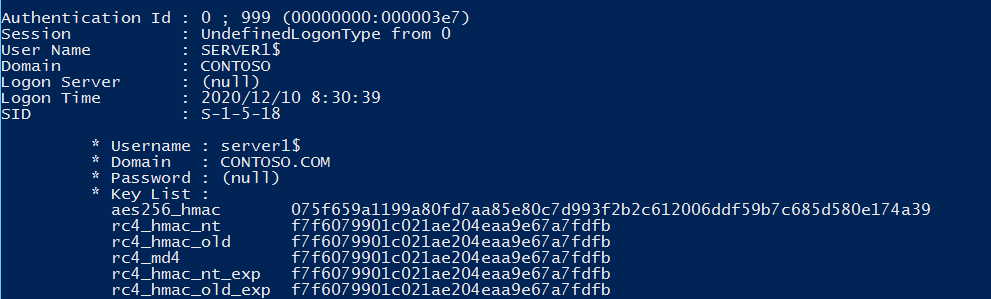 Authentication Id : 0 ; 999 (00000000:000003e7)
Session           : UndefinedLogonType from 0
User Name         : SERVER1$
Domain            : CONTOSO
Logon Server      : (null)
Logon Time        : 2020/12/10 8:30:39
SID               : S-1-5-18
* Username : server1$
* Domain   : CONTOSO.COM
* Password : (null)
* Key List :
aes256_hmac       075f659a1199a80fd7aa85e80c7d993f2b2c612006ddf59b7c685d580e174a39
rc4_hmac_nt       f7f6079901c021ae204eaa9e67a7fdfb
rc4_hmac_old      f7f6079901c021ae204eaa9e67a7fdfb
rc4_md4           f7f6079901c021ae204eaa9e67a7fdfb
rc4_hmac_nt_exp   f7f6079901c021ae204eaa9e67a7fdfb
rc4_hmac_old_exp  f7f6079901c021ae204eaa9e67a7fdfb